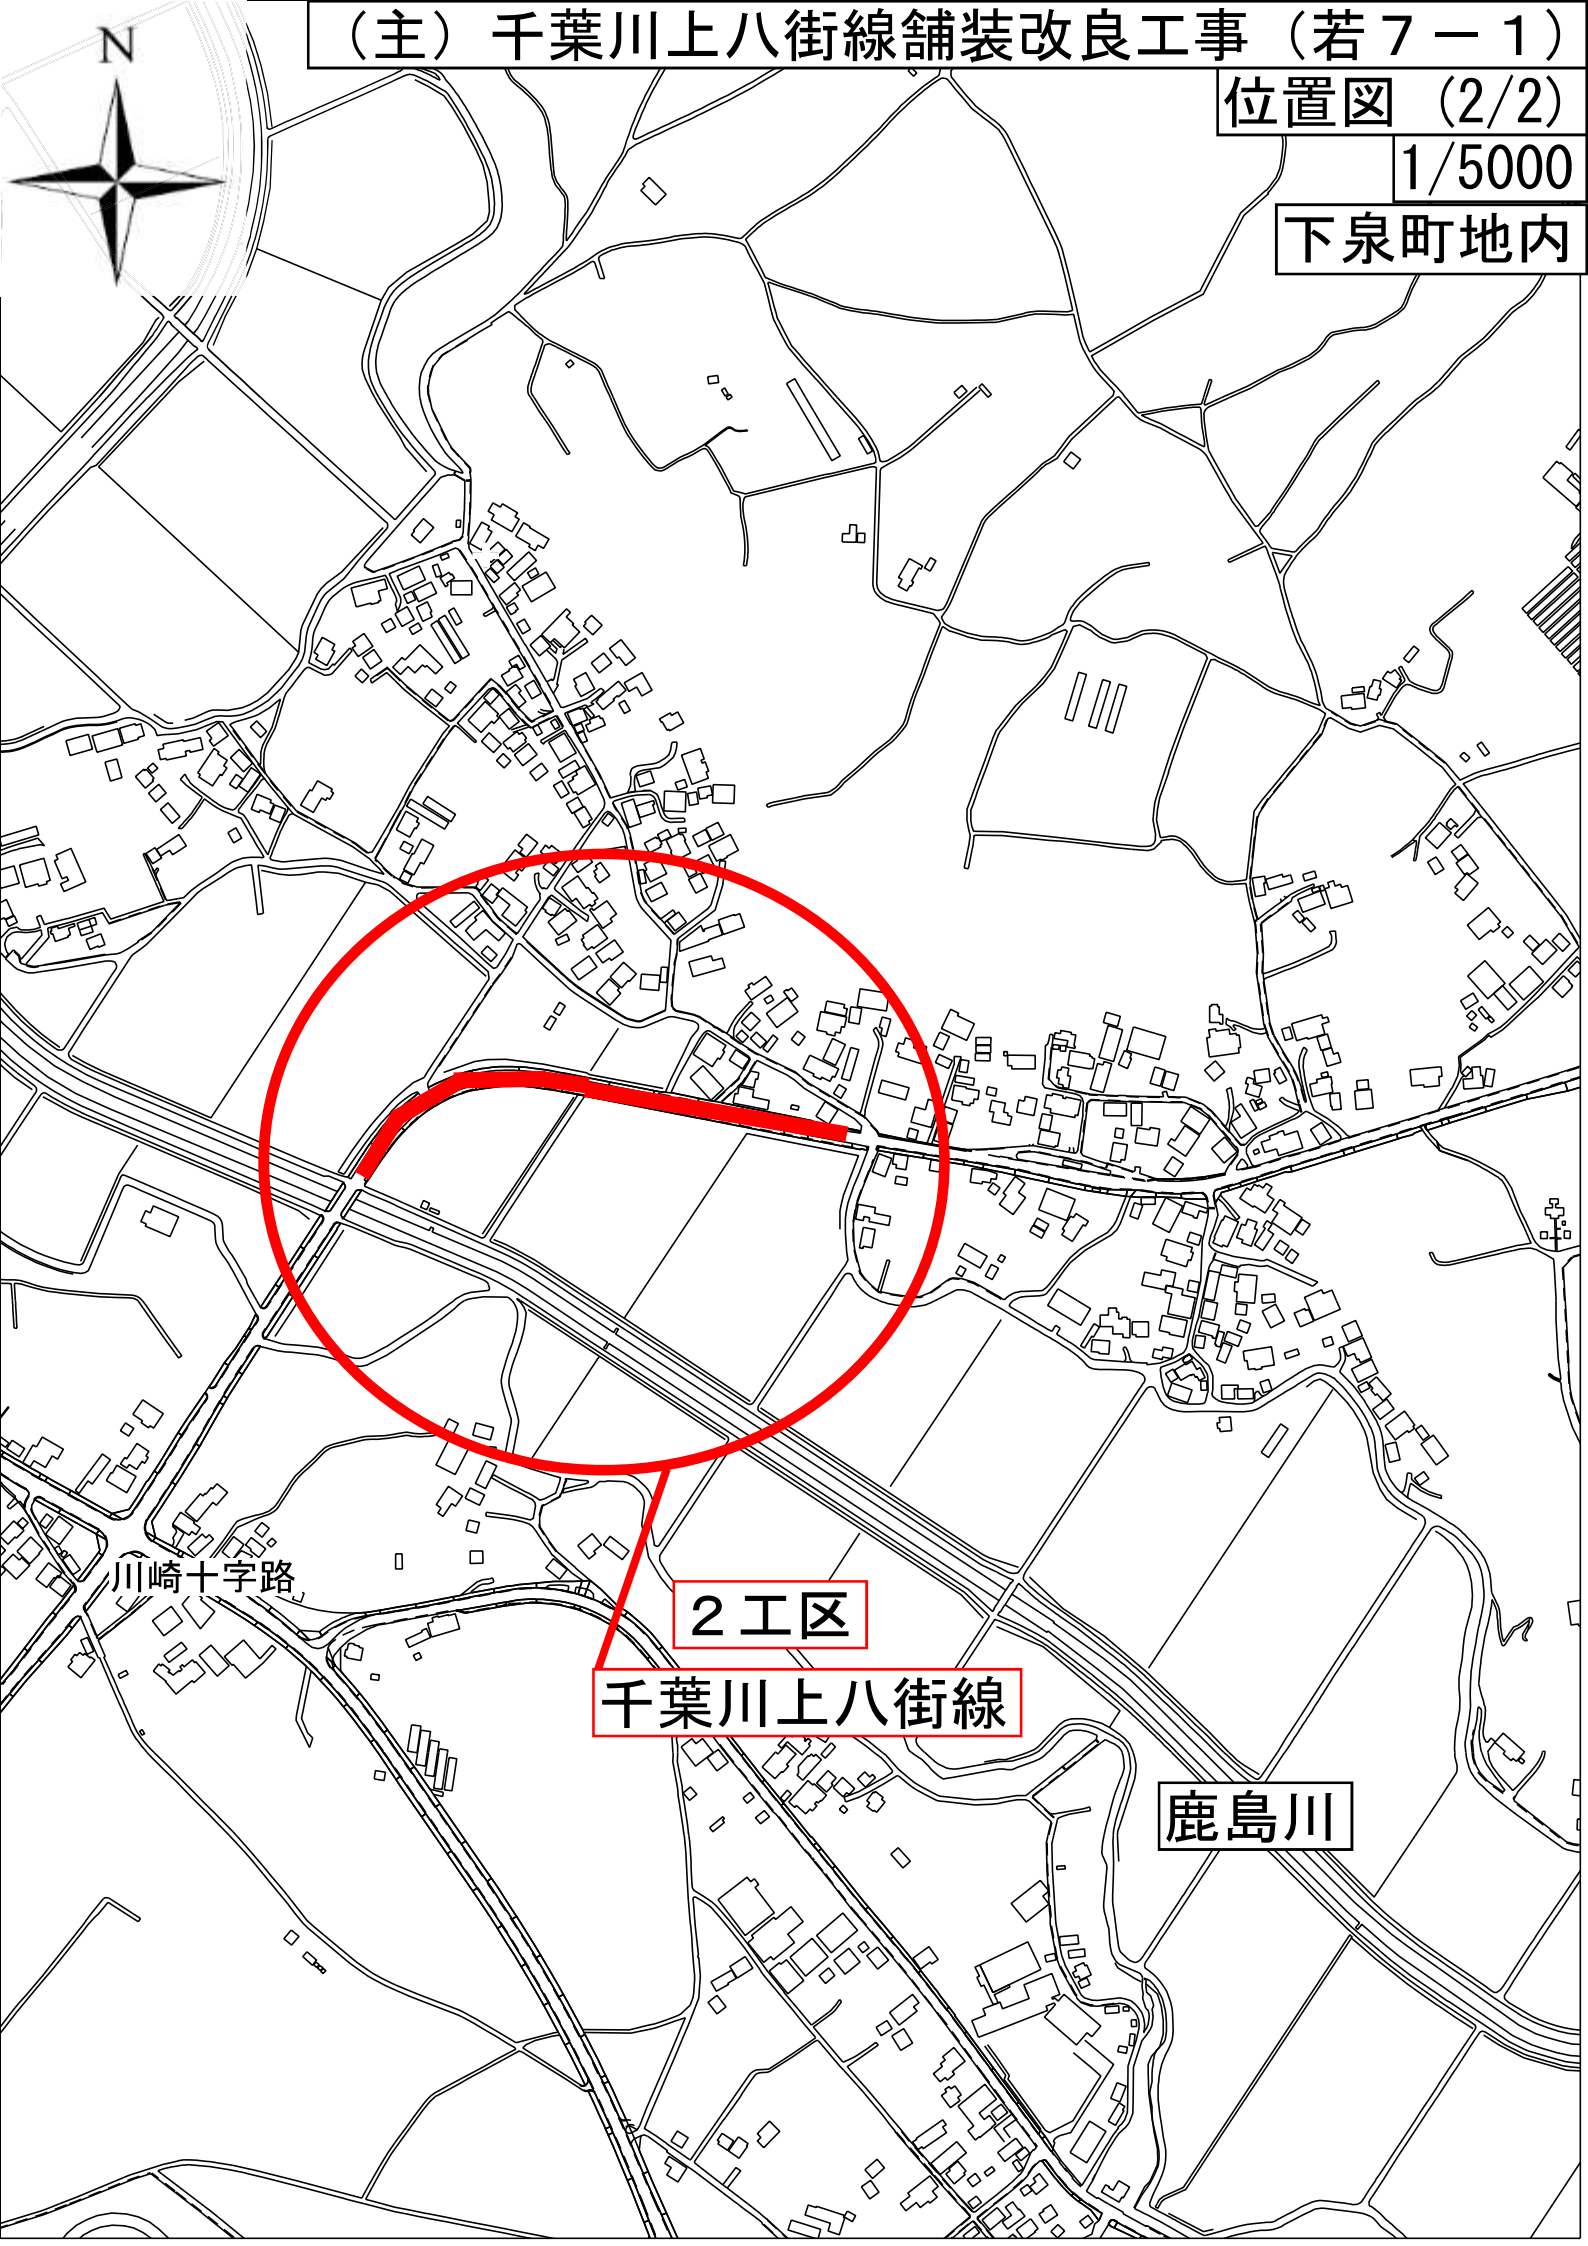 N
（主）千葉川上八街線舗装改良工事（若７－１）
位置図（2/2）
1/5000
下泉町地内
川崎十字路
２工区
千葉川上八街線
鹿島川